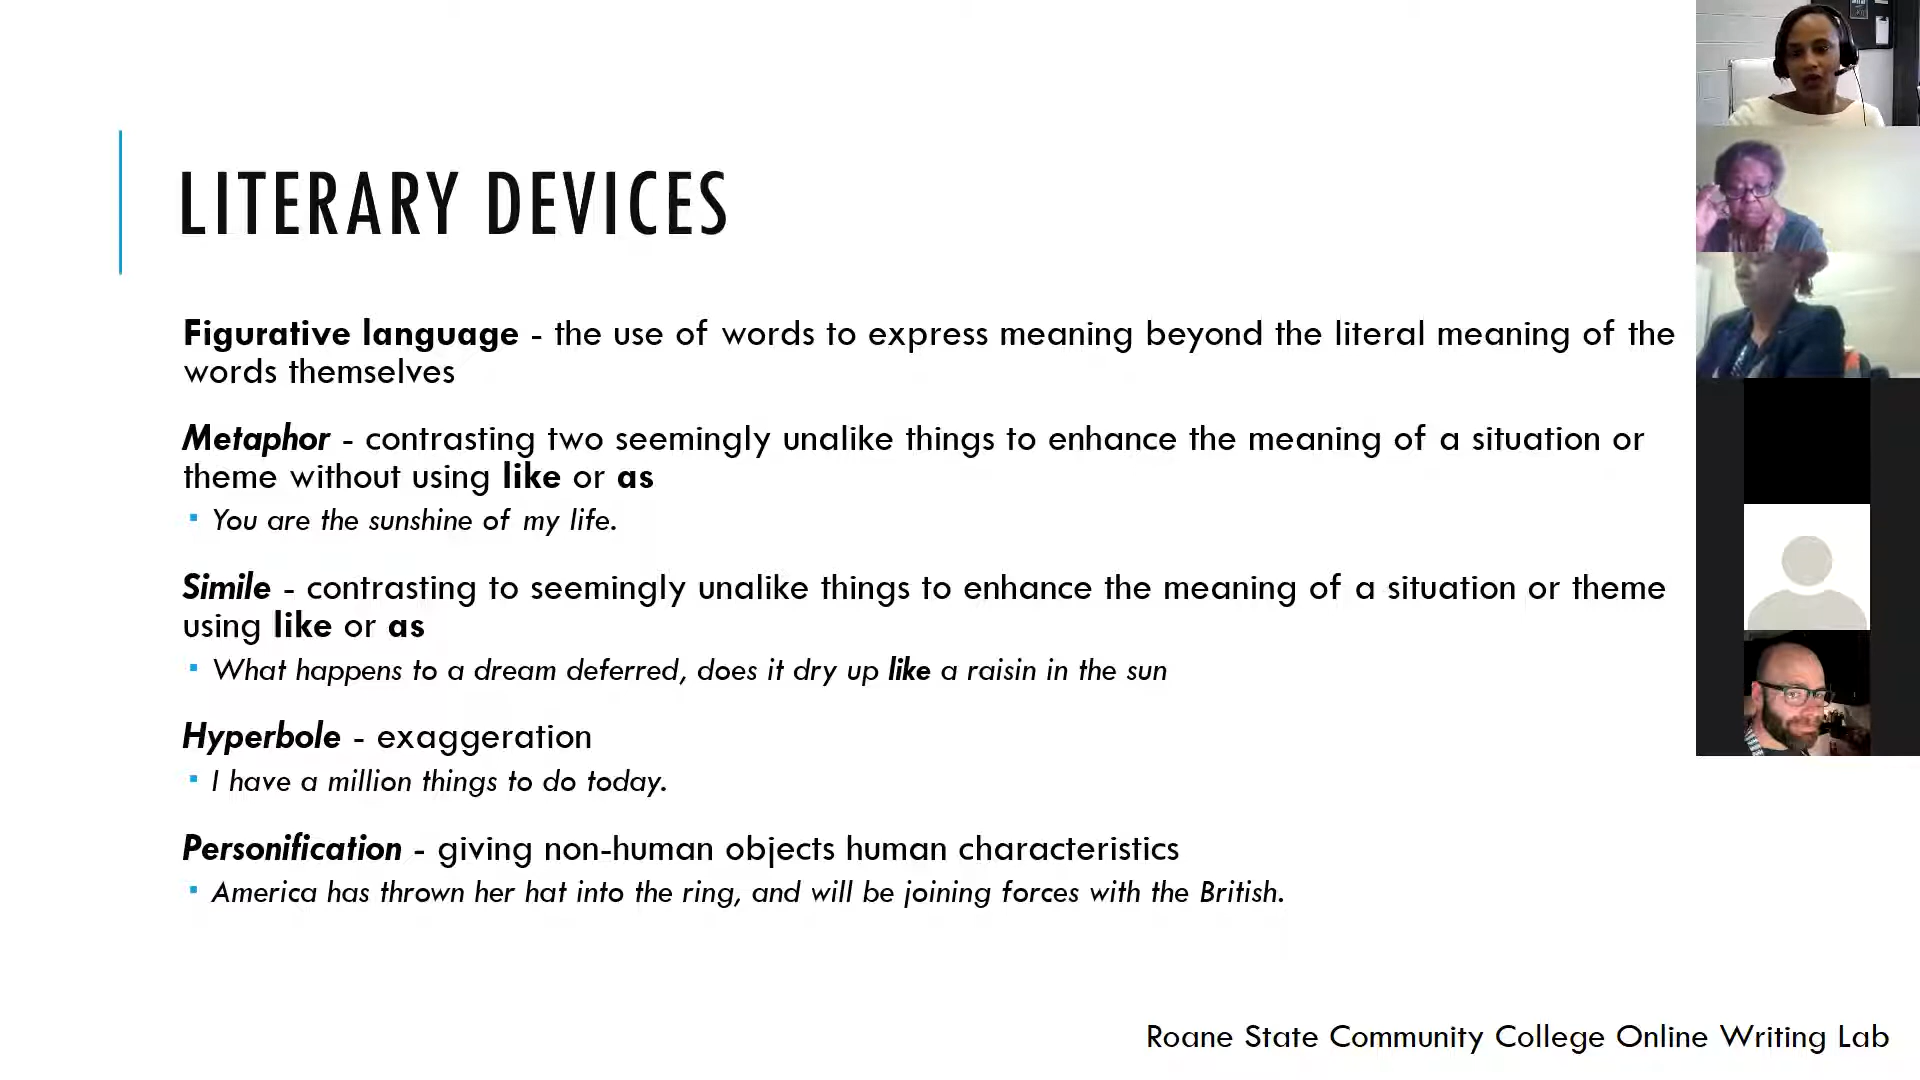 LITERARY DEVICES
Figurative language - the use of words to express meaning beyond the literal meaning of the
words themselves
Metaphor - contrasting two seemingly unalike things to enhance the meaning of a situation or
theme without using like or as
▪ You are the sunshine of my life.
Simile - contrasting to seemingly unalike things to enhance the meaning of a situation or theme
using like or as
▪ What happens to a dream deferred, does it dry up like a raisin in the sun
Hyperbole - exaggeration
▪ I have a million things to do today.
Personification - giving non-human objects human characteristics
▪ America has thrown her hat into the ring, and will be joining forces with the British.
Roane State Community College Online Writing Lab